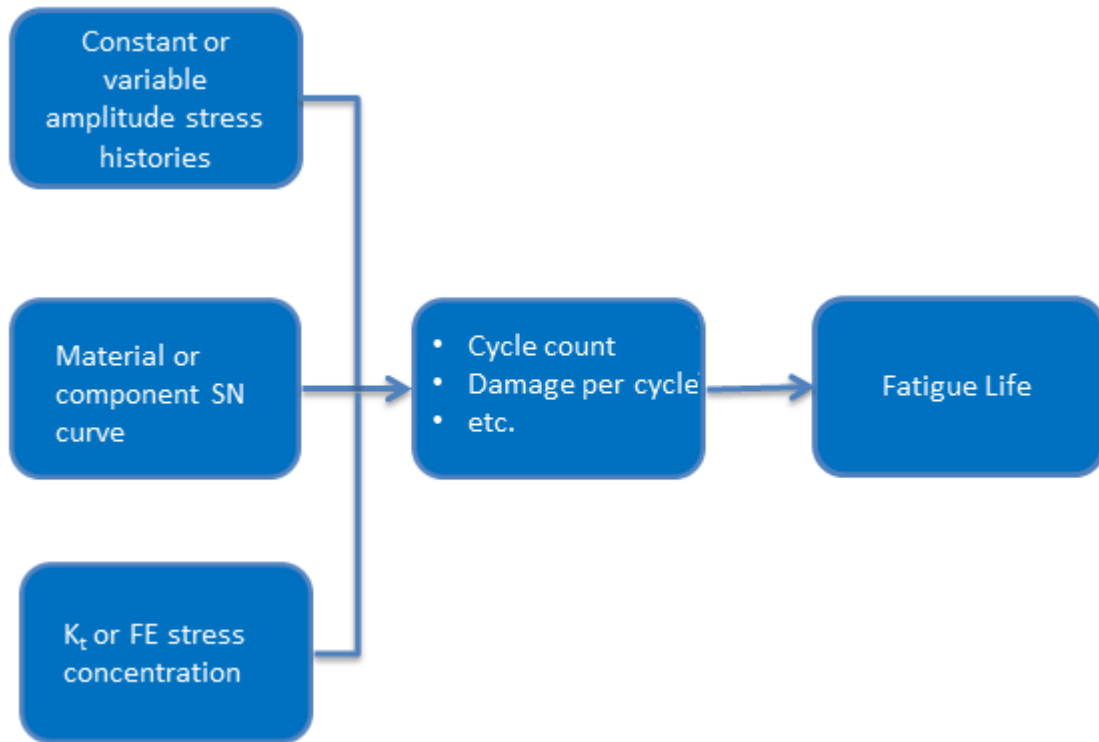 Constant or
variable
amplitude stress
histories
Material or
component SN
curve
Kₜ or FE stress
concentration
• Cycle count
• Damage per cycle
• etc.
Fatigue Life